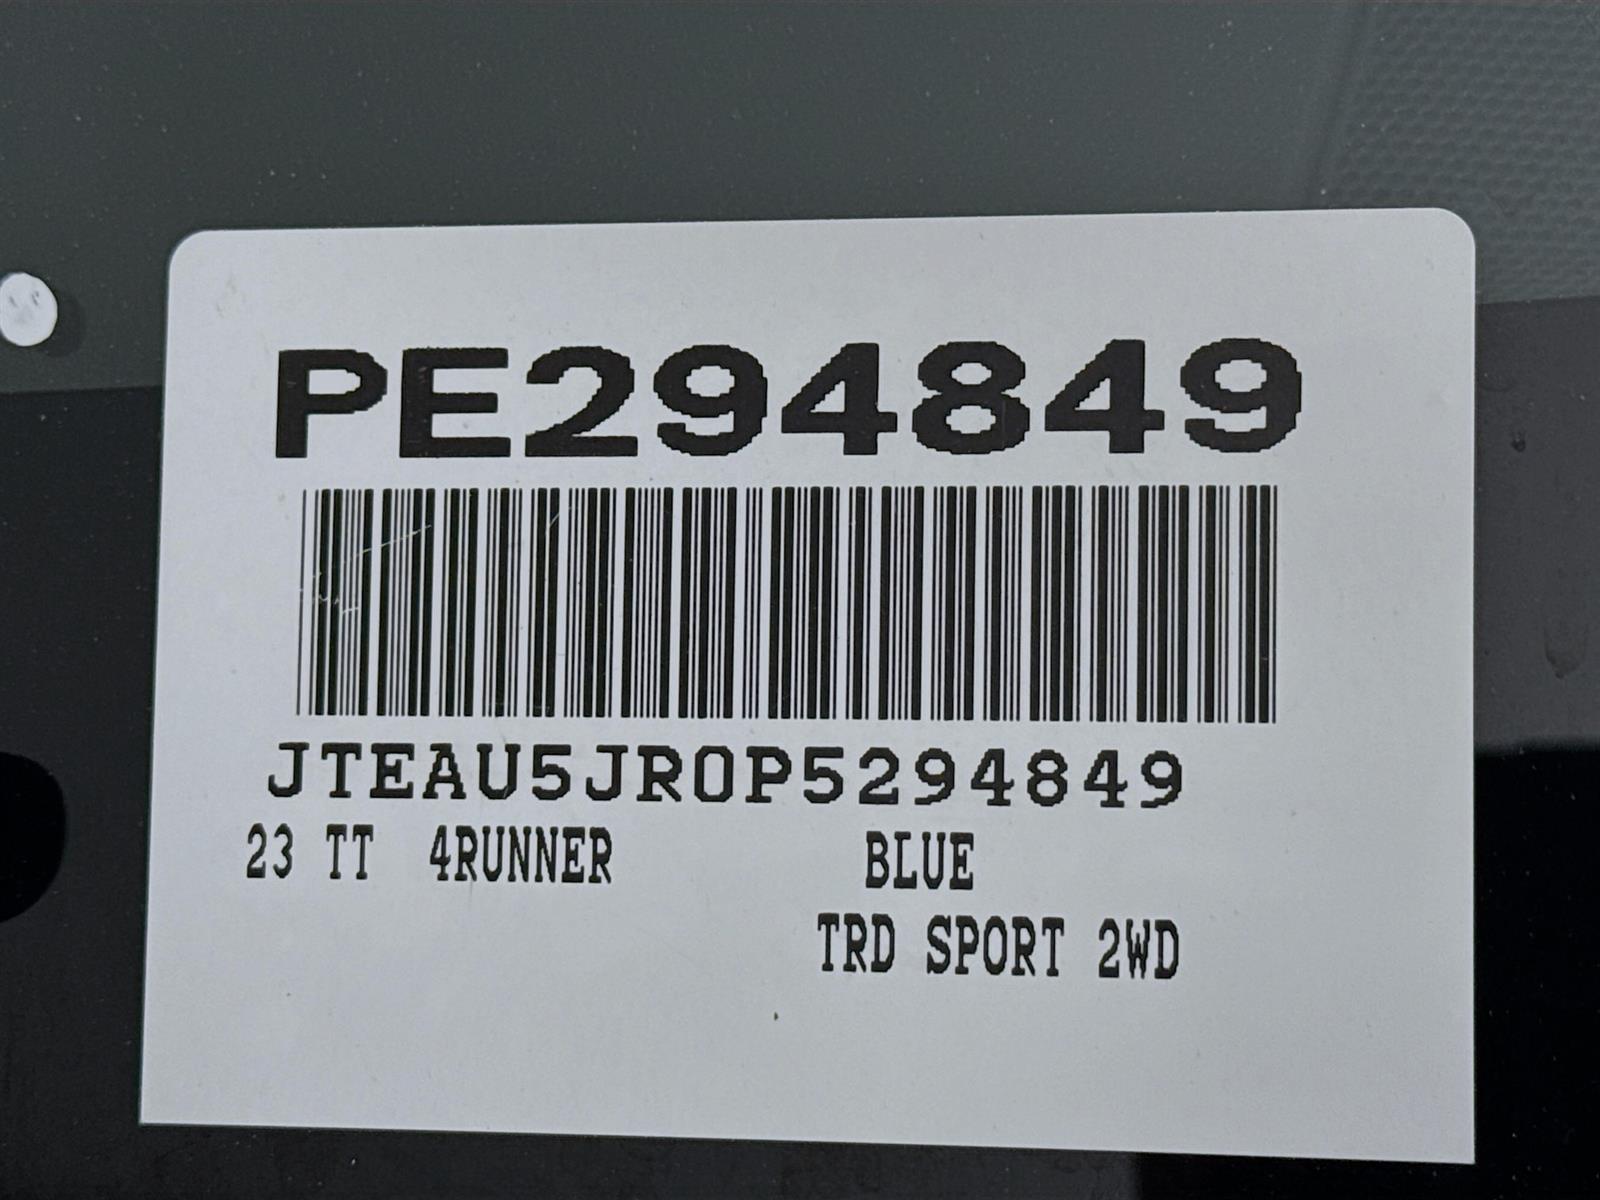 PE294849
JTEAU5JR0P5294849
23 TT 4RUNNER BLUE
TRD SPORT 2WD